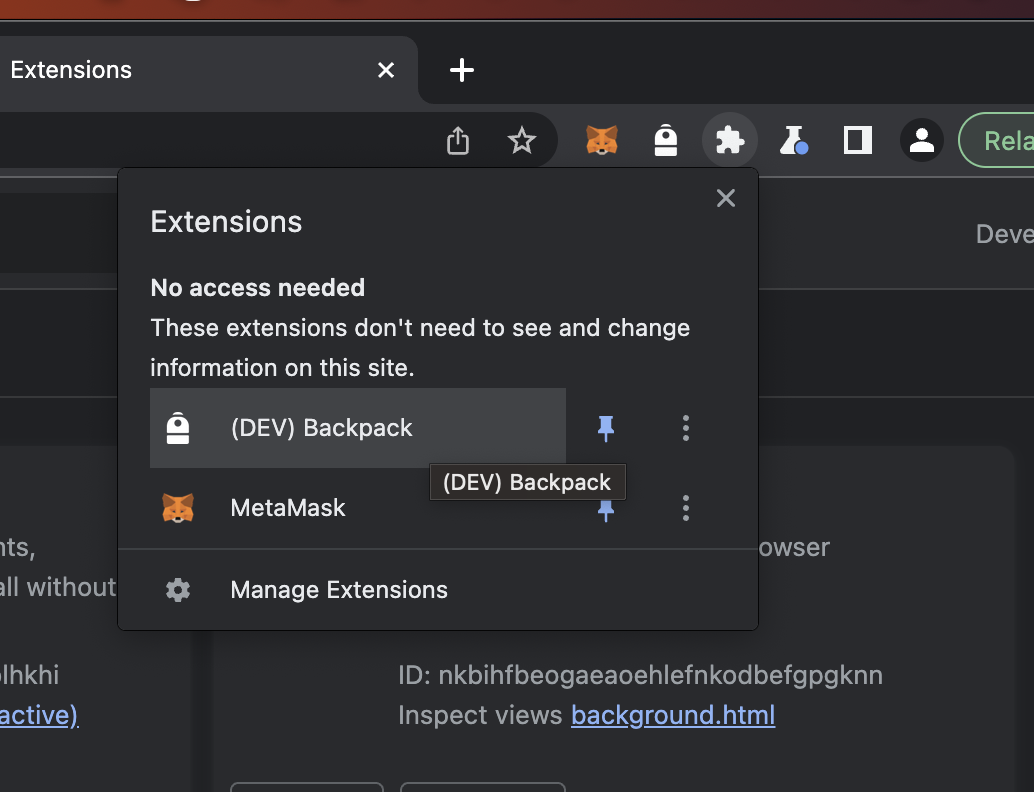 Extensions
Rela
Extensions
Deve
No access needed
These extensions don't need to see and change
information on this site.
(DEV) Backpack
(DEV) Backpack
MetaMask
nts,
owser
all without
Manage Extensions
olhkhi
ID: nkbihfbeogaeaoehlefnkodbefgpgknn
active)
Inspect views background.html